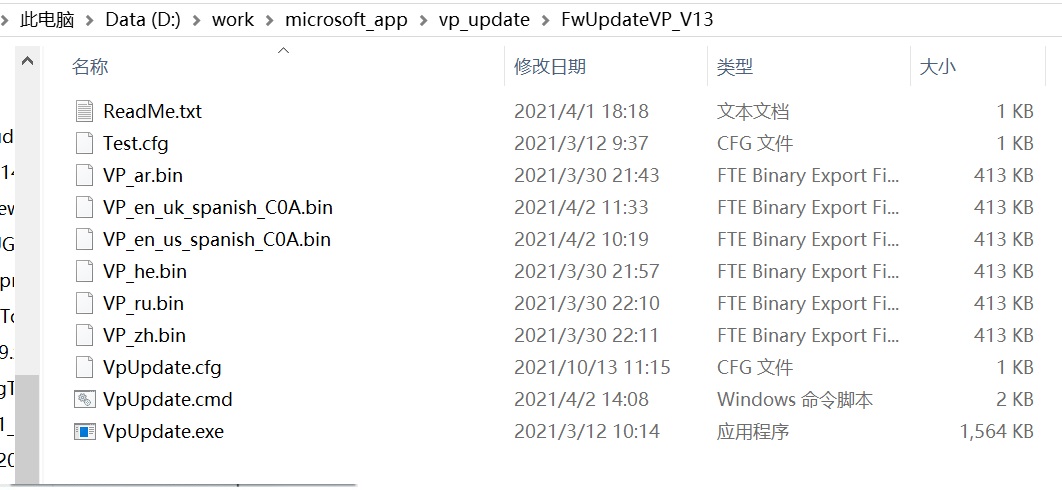 此电脑 > Data (D:) > work > microsoft_app > vp_update > FwUpdateVP_V13
名称 修改日期 类型 大小
ReadMe.txt 2021/4/1 18:18 文本文档 1 KB
Test.cfg 2021/3/12 9:37 CFG 文件 1 KB
VP_ar.bin 2021/3/30 21:43 FTE Binary Export Fi... 413 KB
VP_en_uk_spanish_C0A.bin 2021/4/2 11:33 FTE Binary Export Fi... 413 KB
VP_en_us_spanish_C0A.bin 2021/4/2 10:19 FTE Binary Export Fi... 413 KB
VP_he.bin 2021/3/30 21:57 FTE Binary Export Fi... 413 KB
VP_ru.bin 2021/3/30 22:10 FTE Binary Export Fi... 413 KB
VP_zh.bin 2021/3/30 22:11 FTE Binary Export Fi... 413 KB
VpUpdate.cfg 2021/10/13 11:15 CFG 文件 1 KB
VpUpdate.cmd 2021/4/2 14:08 Windows 命令脚本 2 KB
VpUpdate.exe 2021/3/12 10:14 应用程序 1,564 KB